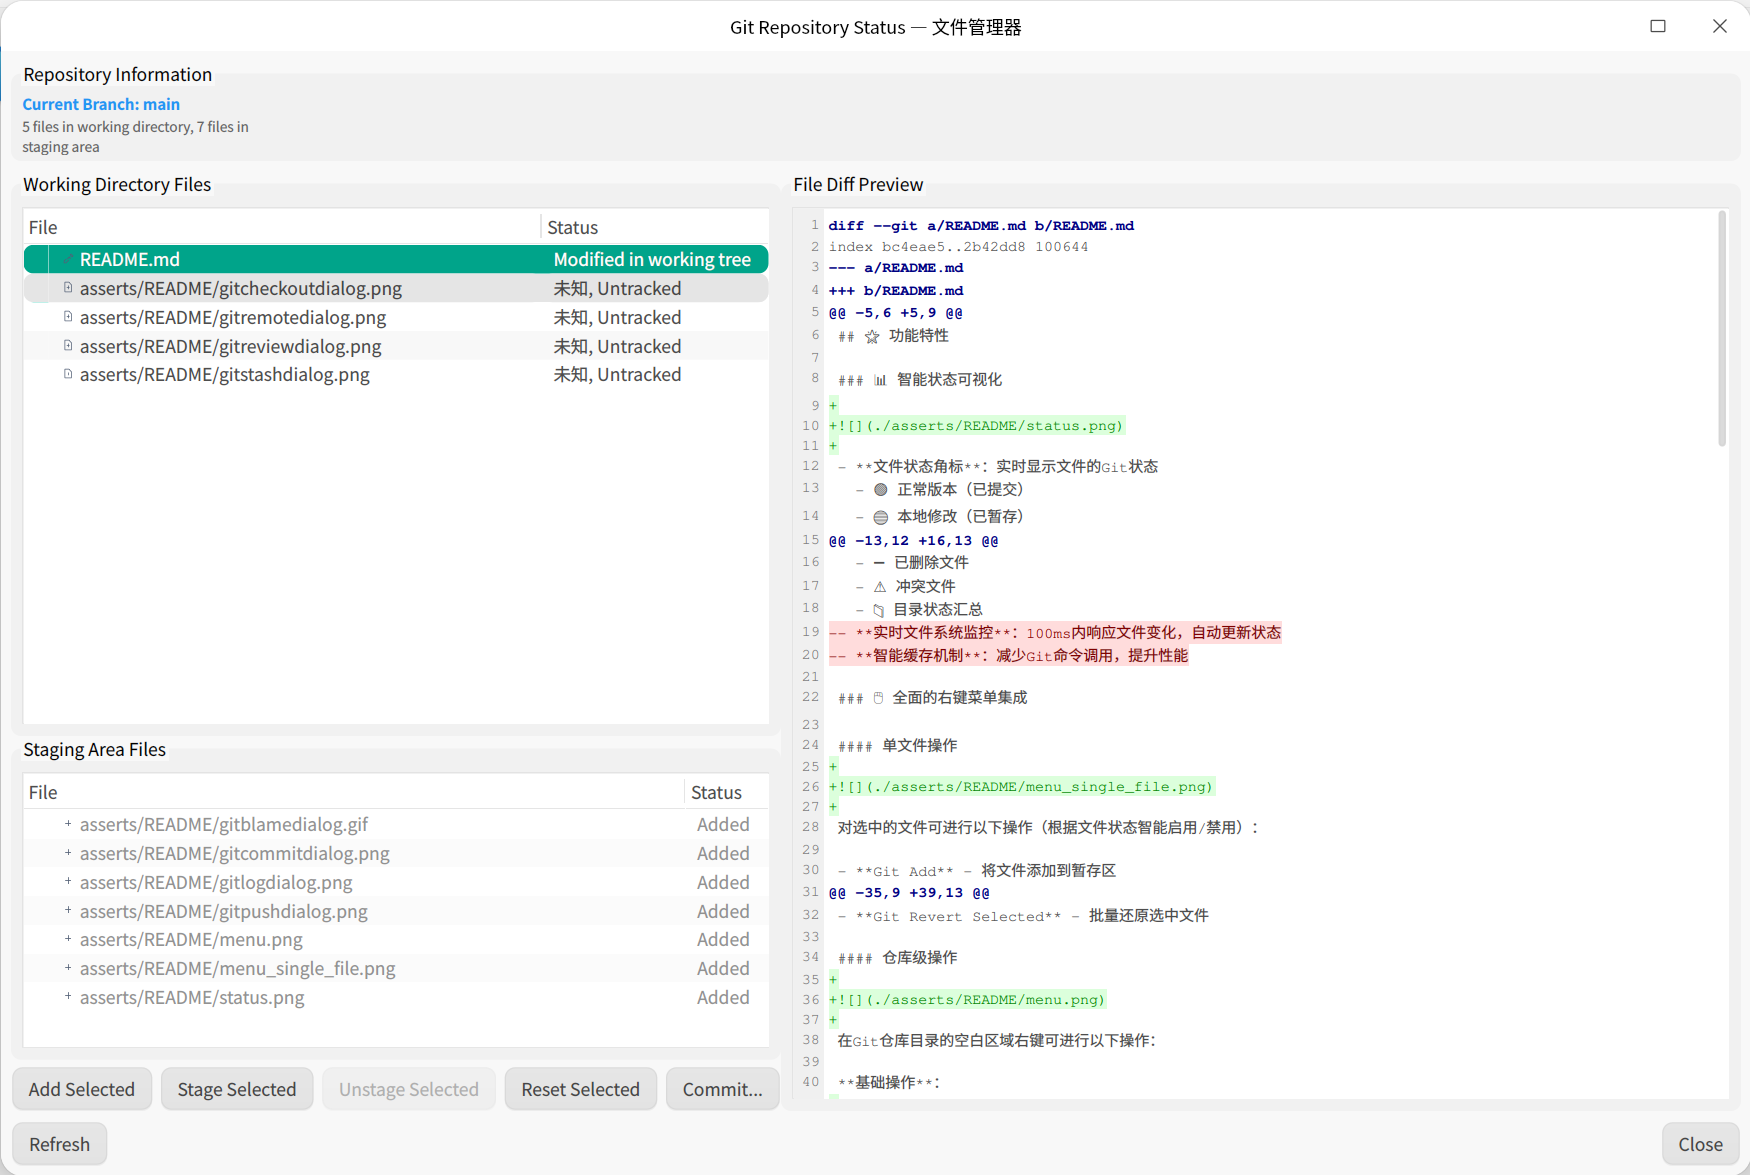 Git Repository Status — 文件管理器
Repository Information
Current Branch: main
5 files in working directory, 7 files in
staging area
Working Directory Files
File Status
README.md Modified in working tree
asserts/README/gitcheckoutdialog.png 未知, Untracked
asserts/README/gitremotedialog.png 未知, Untracked
asserts/README/gitreviewdialog.png 未知, Untracked
asserts/README/gitstashdialog.png 未知, Untracked
Staging Area Files
File Status
+ asserts/README/gitblamedialog.gif Added
+ asserts/README/gitcommitdialog.png Added
+ asserts/README/gitlogdialog.png Added
+ asserts/README/gitpushdialog.png Added
+ asserts/README/menu.png Added
+ asserts/README/menu_single_file.png Added
+ asserts/README/status.png Added
Add Selected Stage Selected Unstage Selected Reset Selected Commit...
Refresh
File Diff Preview
1 diff --git a/README.md b/README.md
2 index bc4eae5..2b42dd8 100644
3 --- a/README.md
4 +++ b/README.md
5 @@ -5,6 +5,9 @@
6 ## 功能特性
7
8 ### 📊 智能状态可视化
9 +
10 +![](./asserts/README/status.png)
11 +
12 - **文件状态角标**：实时显示文件的Git状态
13 - 正常版本（已提交）
14 - 本地修改（已暂存）
15 @@ -13,12 +16,13 @@
16 - ➖ 已删除文件
17 - ⚠ 冲突文件
18 - 📁 目录状态汇总
19 -- **实时文件系统监控**：100ms内响应文件变化，自动更新状态
20 -- **智能缓存机制**：减少Git命令调用，提升性能
21
22 ### 🖱 全面的右键菜单集成
23
24 #### 单文件操作
25 +
26 +![](./asserts/README/menu_single_file.png)
27 +
28 对选中的文件可进行以下操作（根据文件状态智能启用/禁用）：
29
30 - **Git Add** - 将文件添加到暂存区
31 @@ -35,9 +39,13 @@
32 - **Git Revert Selected** - 批量还原选中文件
33
34 #### 仓库级操作
35 +
36 +![](./asserts/README/menu.png)
37 +
38 在Git仓库目录的空白区域右键可进行以下操作：
39
40 **基础操作**：
Close